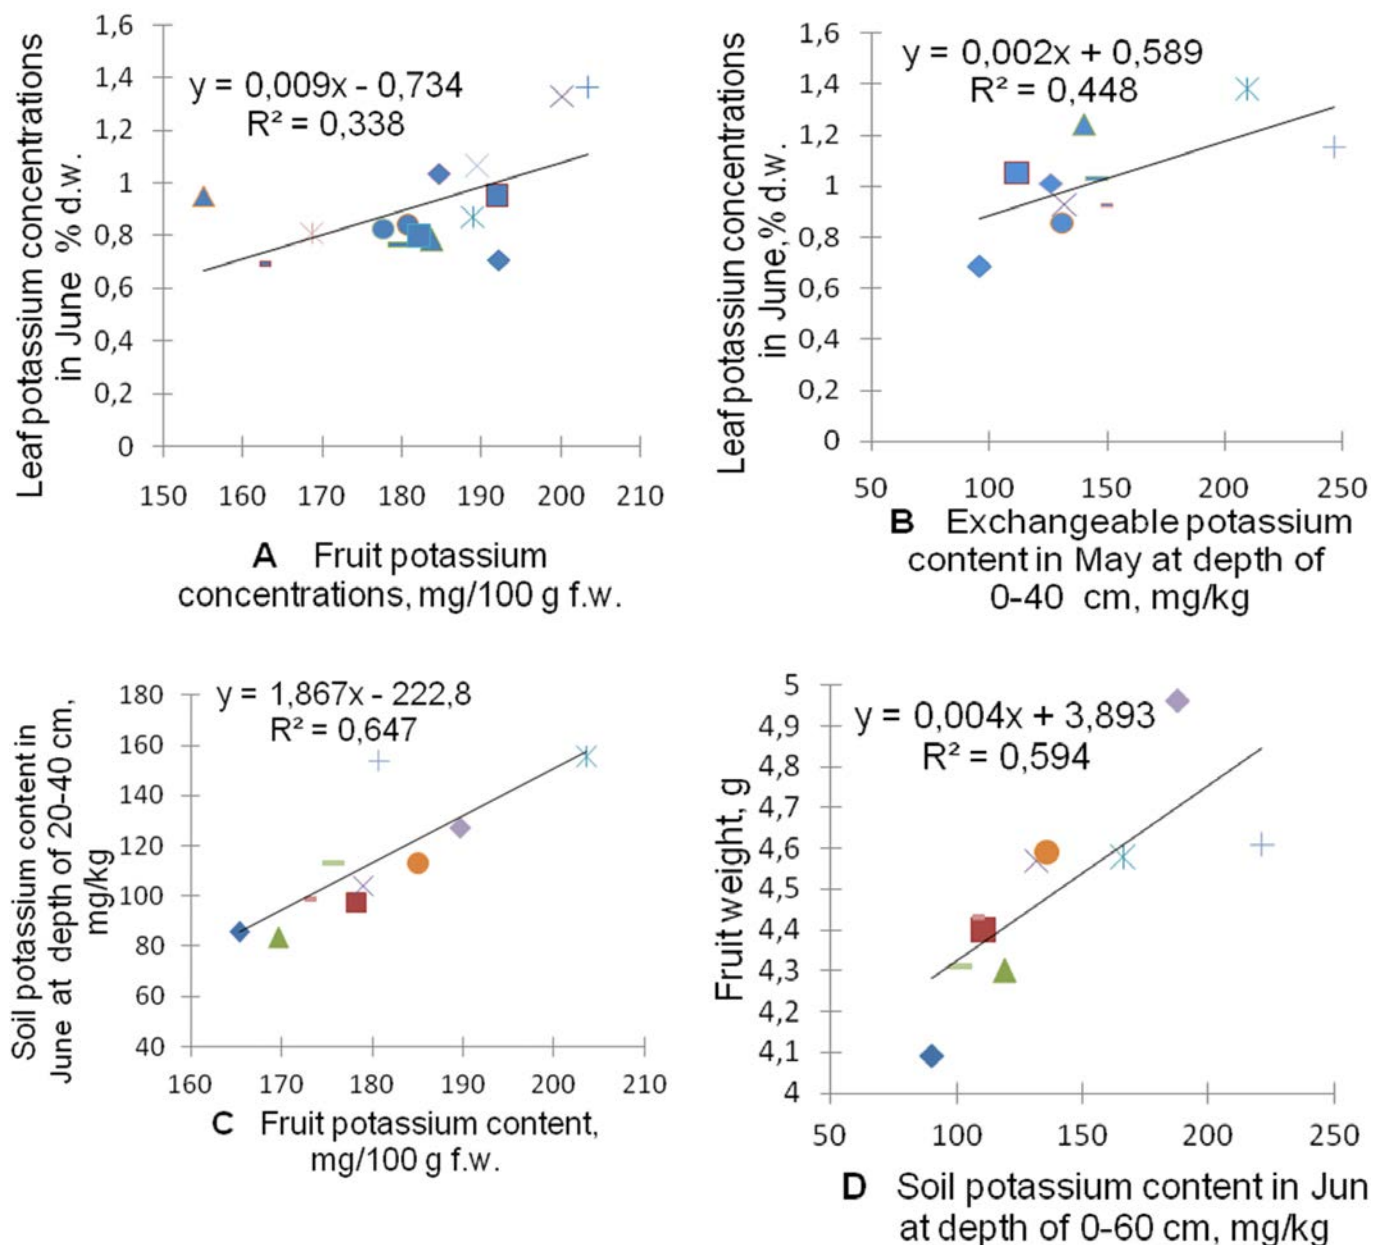 Leaf potassium concentrations
in June % d.w.
1,6
1,4
1,2
1
0,8
0,6
0,4
0,2
0
y = 0,009x - 0,734
R² = 0,338
150 160 170 180 190 200 210
A Fruit potassium
concentrations, mg/100 g f.w.
Leaf potassiun concentrations
in June,% d.w.
1,6
1,4
1,2
1
0,8
0,6
0,4
0,2
0
y = 0,002x + 0,589
R² = 0,448
50 100 150 200 250
B Exchangeable potassium
content in May at depth of
0-40 cm, mg/kg
Soil potassium content in
June at depth of 20-40 cm,
mg/kg
180
160
140
120
100
80
60
40
y = 1,867x - 222,8
R² = 0,647
160 170 180 190 200 210
C Fruit potassium content,
mg/100 g f.w.
Fruit weight, g
5
4,9
4,8
4,7
4,6
4,5
4,4
4,3
4,2
4,1
4
y = 0,004x + 3,893
R² = 0,594
50 100 150 200 250
D Soil potassium content in Jun
at depth of 0-60 cm, mg/kg